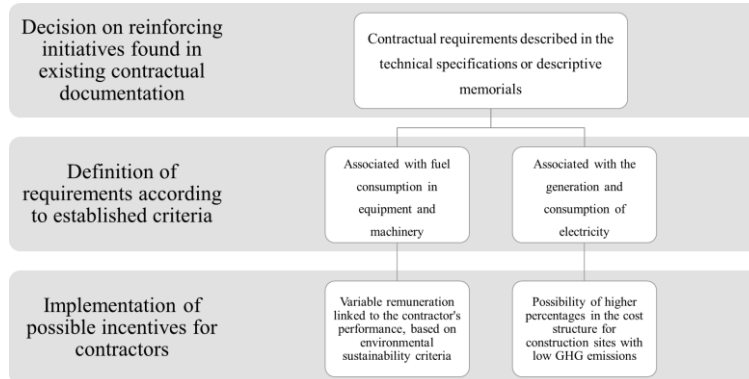 Decision on reinforcing
initiatives found in
existing contractual
documentation
Contractual requirements described in the
technical specifications or descriptive
memorials
Definition of
requirements according
to established criteria
Associated with fuel
consumption in
equipment and
machinery
Associated with the
generation and
consumption of
electricity
Implementation of
possible incentives for
contractors
Variable remuneration
linked to the contractor's
performance, based on
environmental
sustainability criteria
Possibility of higher
percentages in the cost
structure for
construction sites with
low GHG emissions